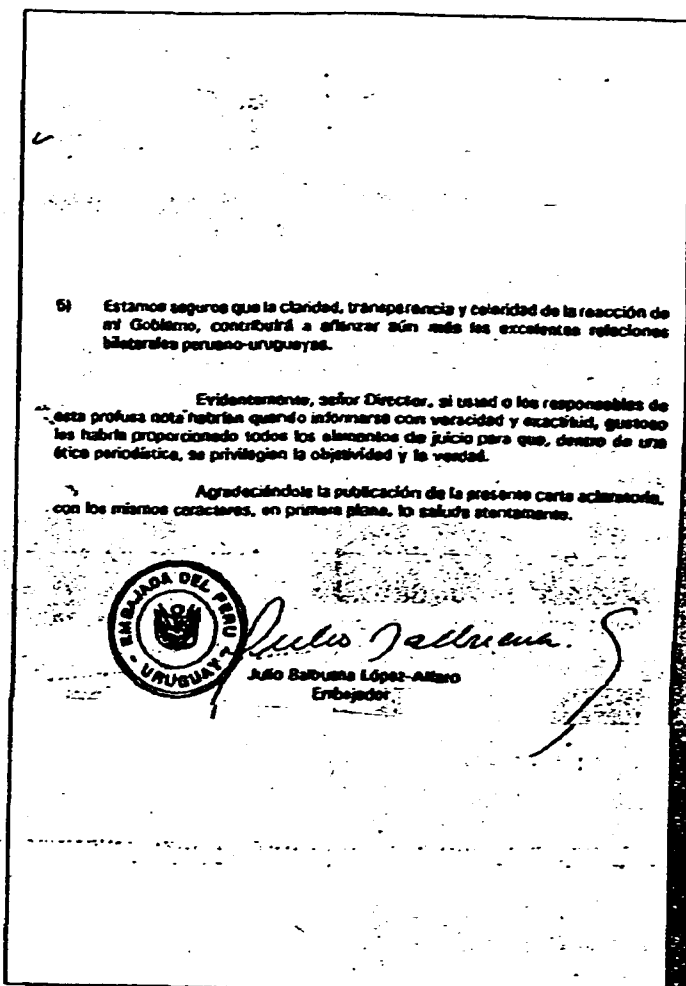 5) Estamos seguros que la claridad, transparencia y celeridad de la reacción de
mi Gobierno, contribuirá a afianzar aún más las excelentes relaciones
bilaterales peruano-uruguayas.
Evidentemente, señor Director, si usted o los responsables de
esta profusa nota habrían querido informarse con veracidad y exactitud, gustoso
les habría proporcionado todos los elementos de juicio para que, dentro de una
ética periodística, se privilegien la objetividad y la verdad.
Agradeciéndole la publicación de la presente carta aclaratoria,
con los mismos caracteres, en primera plana, lo saluda atentamente.
EMBAJADA DEL PERU
- URUGUAY -
Julio Balbuena
Julio Balbuena López-Alfaro
Embajador